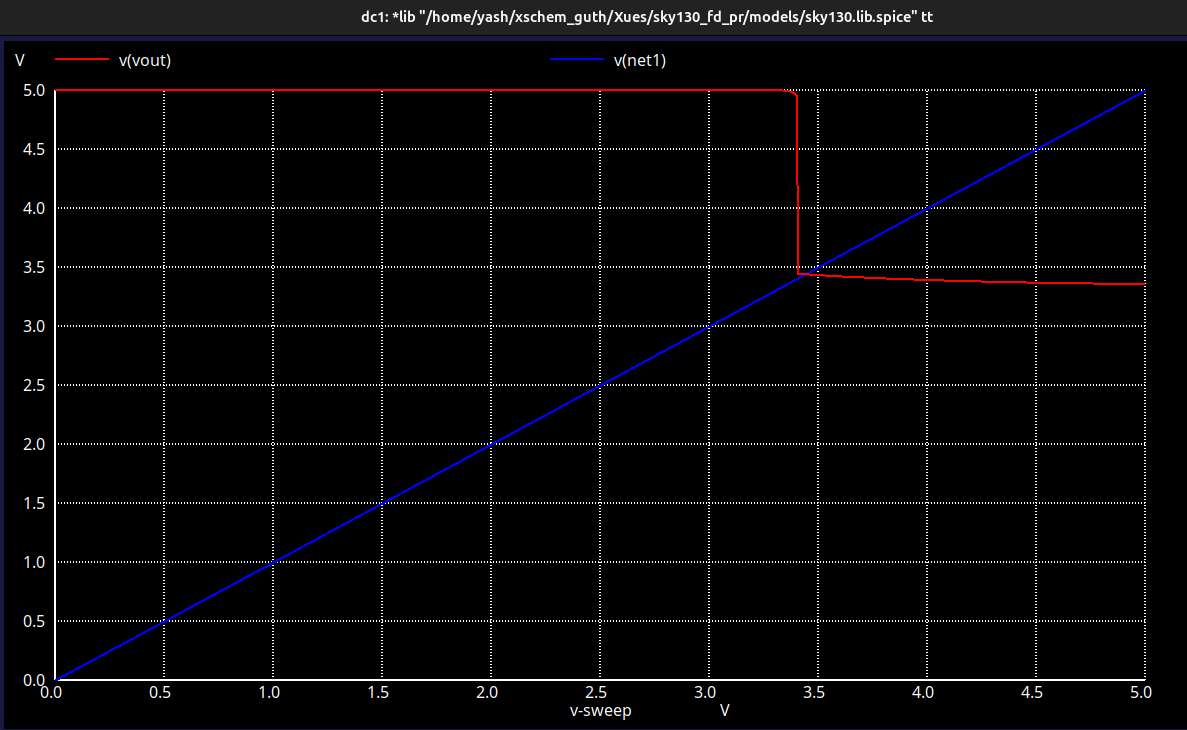 dc1: *lib "/home/yash/xschem_guth/Xues/sky130_fd_pr/models/sky130.lib.spice" tt
V v(vout) v(net1)
5.0
4.5
4.0
3.5
3.0
2.5
2.0
1.5
1.0
0.5
0.0
0.0 0.5 1.0 1.5 2.0 2.5 3.0 3.5 4.0 4.5 5.0
v-sweep V